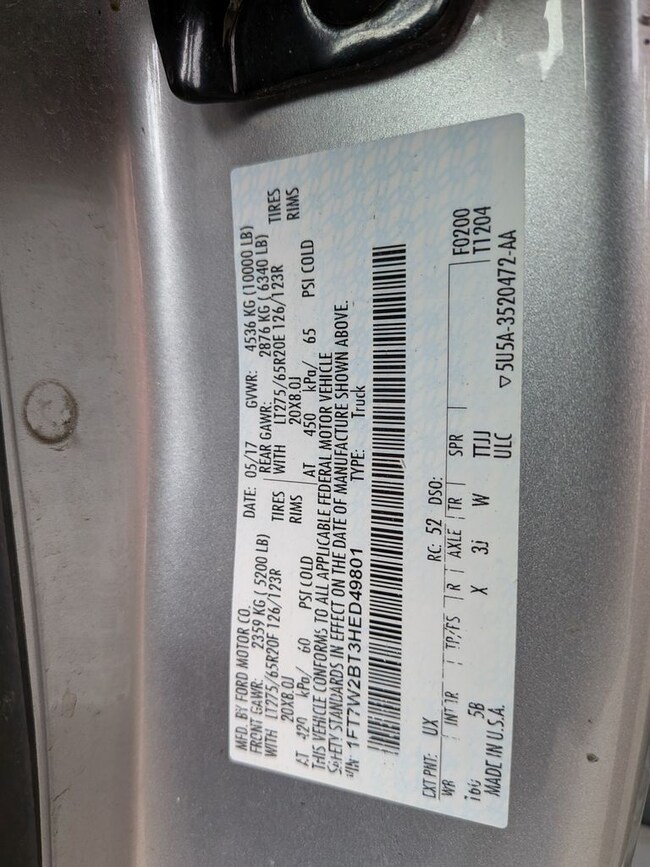 MFD. BY FORD MOTOR CO.
DATE: 05/17 GVWR: 4536 KG (10000 LB)
FRONT GAWR: 2359 KG ( 5200 LB) REAR GAWR: 2876 KG ( 6340 LB)
WITH LT275/65R20E 126/123R TIRES WITH LT275/65R20E 126/123R TIRES
20X8.0J RIMS 20X8.0J RIMS
AT 420 kPa/ 60 PSI COLD AT 450 kPa/ 65 PSI COLD
THIS VEHICLE CONFORMS TO ALL APPLICABLE FEDERAL MOTOR VEHICLE
SAFETY STANDARDS IN EFFECT ON THE DATE OF MANUFACTURE SHOWN ABOVE.
VIN: 1FT7W2BT3HED49801 TYPE: Truck
EXT PNT: UX RC: 52 DSO: F0200
WB INT TR TP/PS R AXLE TR SPR T1204
160 5B X 3J W TTJJ
MADE IN U.S.A. ULC
▽5U5A-3520472-AA